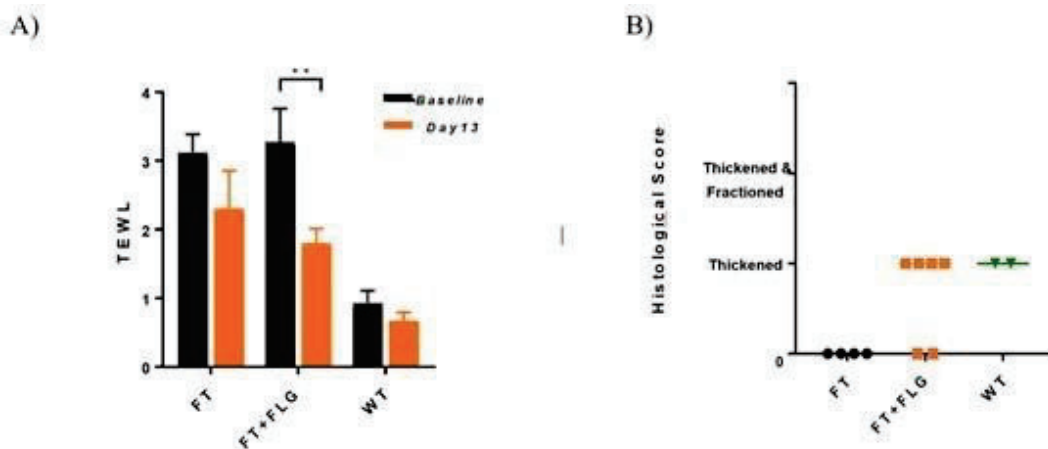 A)
B)
* *
4
3
2
1
0
TEWL
Baseline
Day13
FT
FT+FLG
WT
Histological Score
Thickened &
Fractioned
Thickened
0
FT
FT+FLG
WT